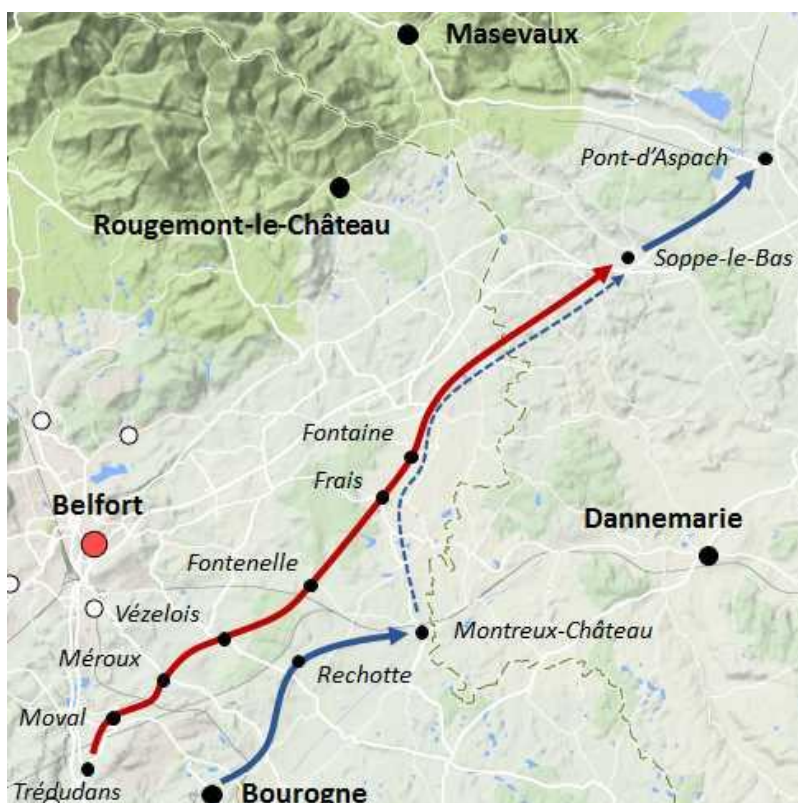 Masevaux
Pont-d’Aspach
Rougemont-le-Château
Soppe-le-Bas
Fontaine
Frais
Belfort
Dannemarie
Fontenelle
Vézelois
Montreux-Château
Méroux
Rechotte
Moval
Trédudans
Bourogne